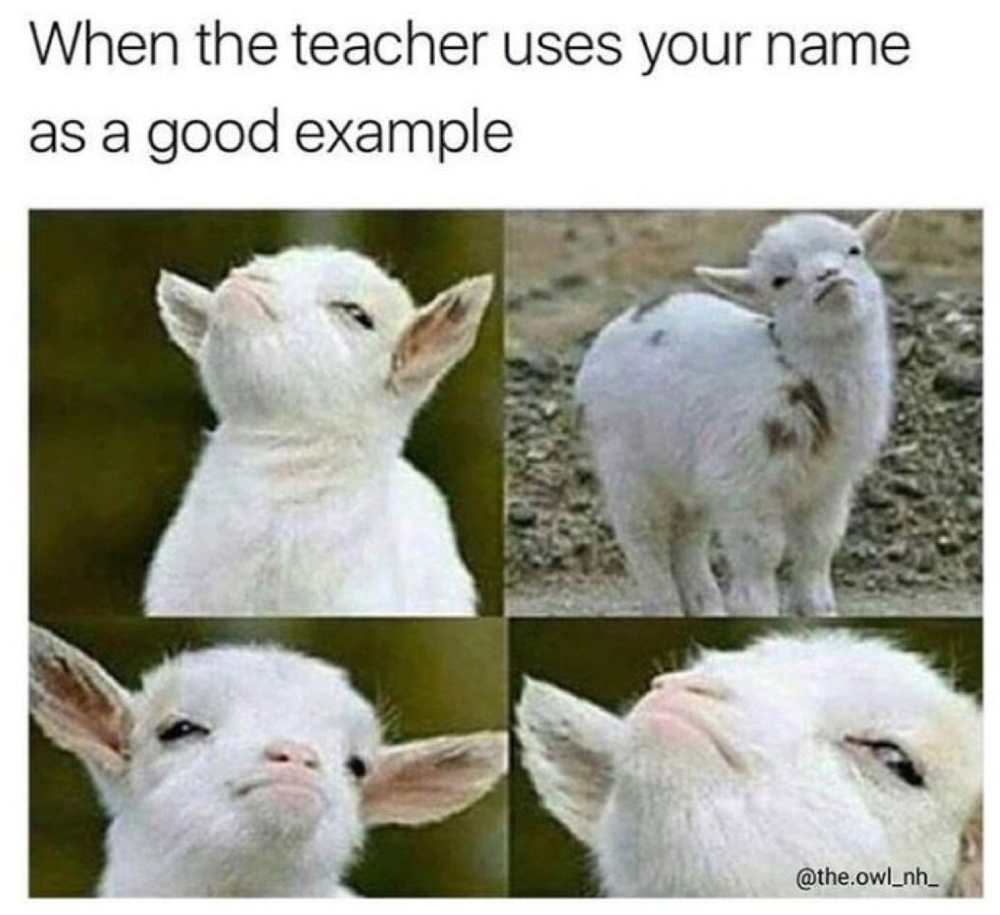 When the teacher uses your name
as a good example
@the.owl_nh_